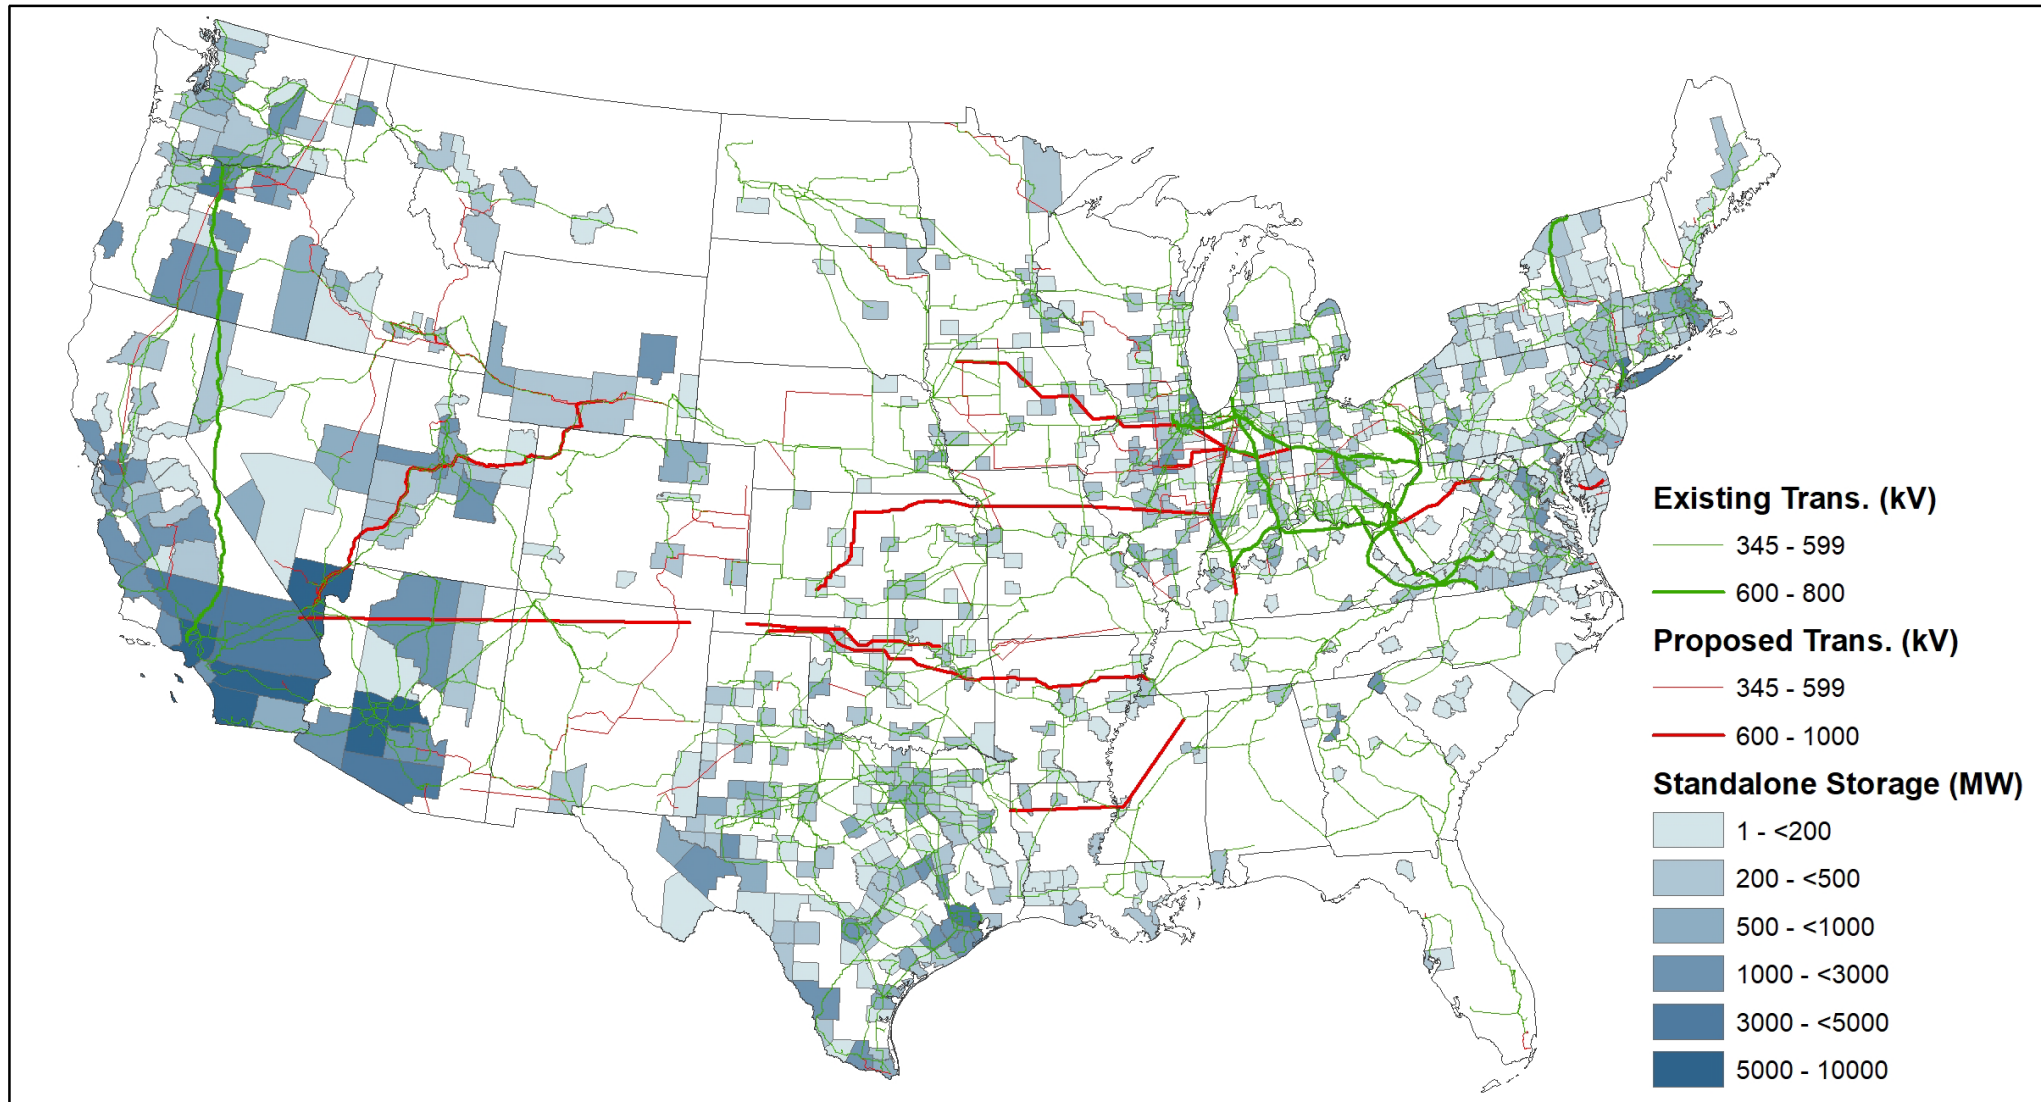 Existing Trans. (kV)
345 - 599
600 - 800
Proposed Trans. (kV)
345 - 599
600 - 1000
Standalone Storage (MW)
1 - <200
200 - <500
500 - <1000
1000 - <3000
3000 - <5000
5000 - 10000